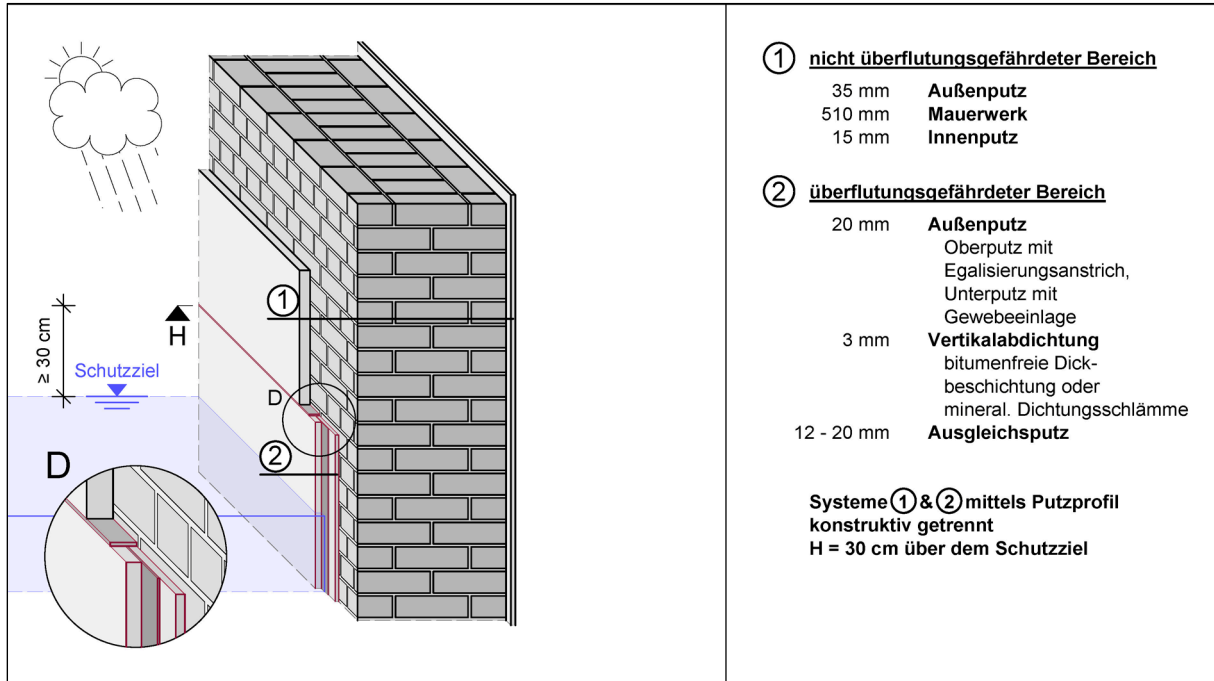 ≥ 30 cm
Schutzziel
H
1
D
2
D
1 nicht überflutungsgefährdeter Bereich
35 mm Außenputz
510 mm Mauerwerk
15 mm Innenputz
2 überflutungsgefährdeter Bereich
20 mm Außenputz
Oberputz mit
Egalisierungsanstrich,
Unterputz mit
Gewebeeinlage
3 mm Vertikalabdichtung
bitumenfreie Dick-
beschichtung oder
mineral. Dichtungsschlämme
12 - 20 mm Ausgleichsputz
Systeme 1 & 2 mittels Putzprofil
konstruktiv getrennt
H = 30 cm über dem Schutzziel